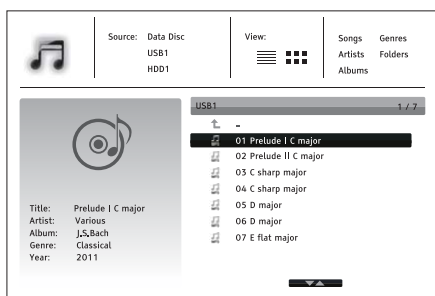 Source: Data Disc
USB1
HDD1
View:
Songs Genres
Artists Folders
Albums
USB1 1 / 7
-
01 Prelude I C major
02 Prelude II C major
03 C sharp major
04 C sharp major
05 D major
06 D major
07 E flat major
Title: Prelude I C major
Artist: Various
Album: J.S.Bach
Genre: Classical
Year: 2011